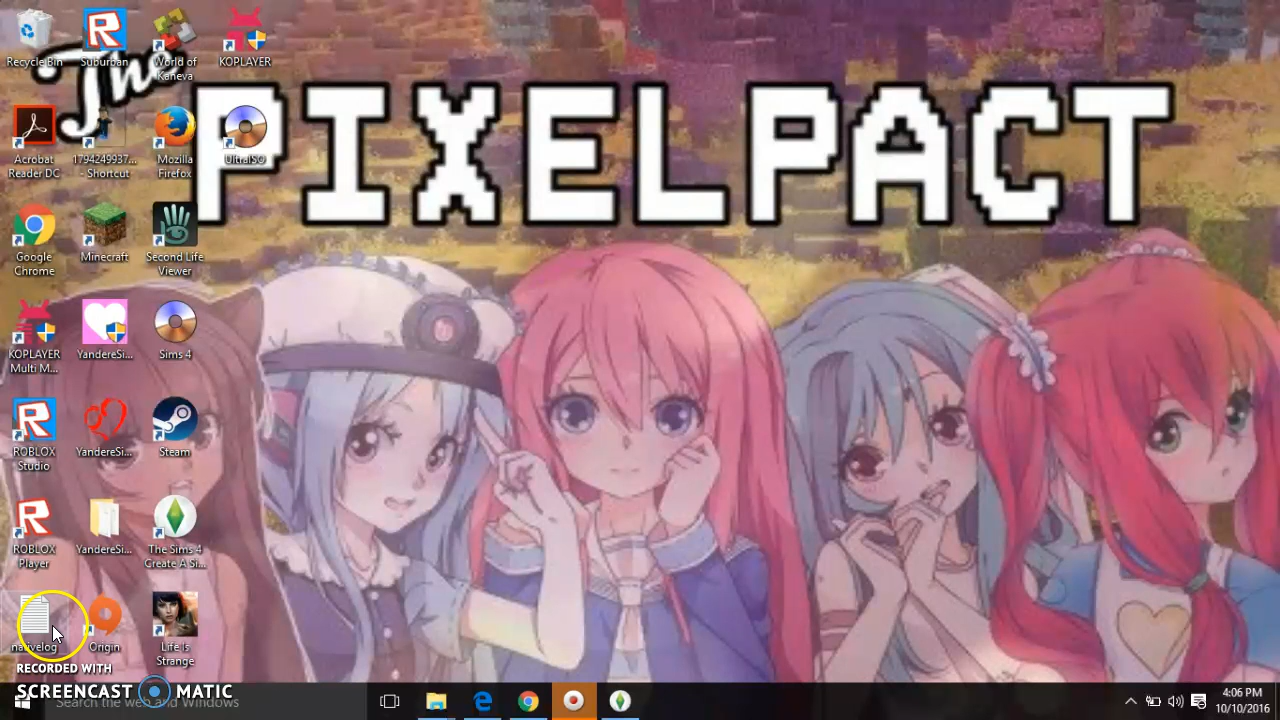 The
PIXELPACT
Recycle Bin
Suburban
World of
Kaneva
KOPLAYER
Acrobat
Reader DC
1794249937...
- Shortcut
Mozilla
Firefox
UltraISO
Google
Chrome
Minecraft
Second Life
Viewer
KOPLAYER
Multi M...
YandereSi...
Sims 4
ROBLOX
Studio
YandereSi...
Steam
ROBLOX
Player
YandereSi...
The Sims 4
Create A Si...
nativelog
Origin
Life is
Strange
RECORDED WITH
SCREENCAST MATIC
Search the web and Windows
4:06 PM
10/10/2016